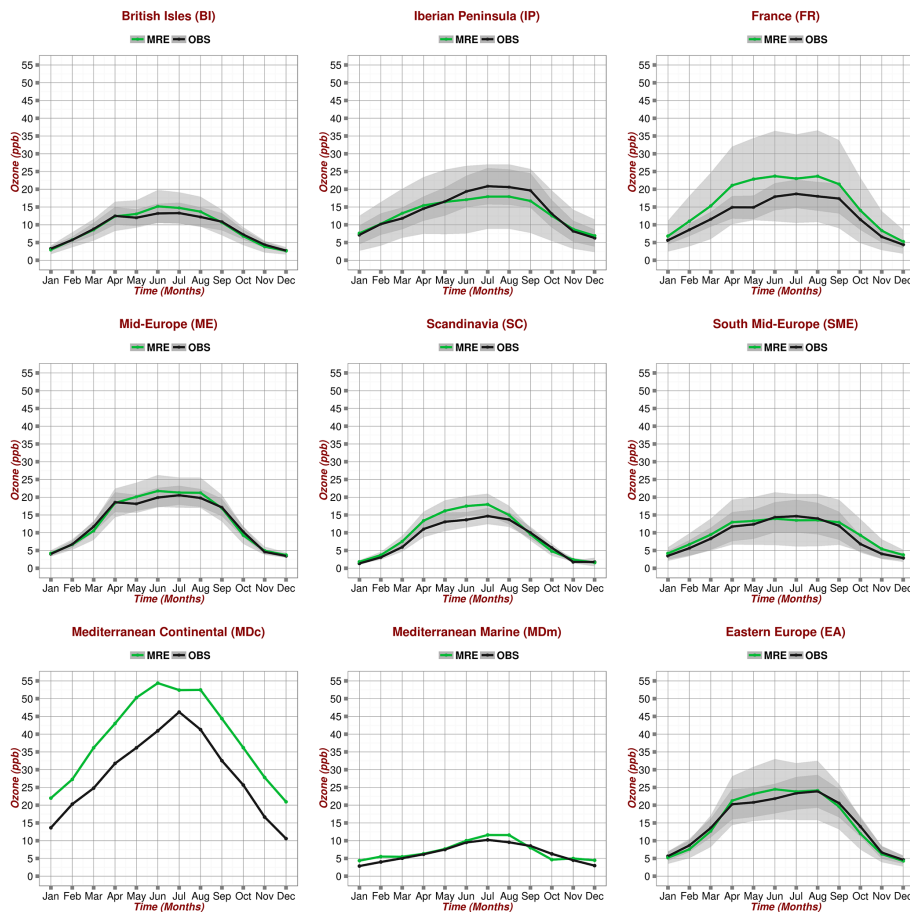 British Isles (BI) Iberian Peninsula (IP) France (FR)
MRE OBS MRE OBS MRE OBS
Ozone (ppb) Ozone (ppb) Ozone (ppb)
55 55 55
50 50 50
45 45 45
40 40 40
35 35 35
30 30 30
25 25 25
20 20 20
15 15 15
10 10 10
5 5 5
0 0 0
Jan Feb Mar Apr May Jun Jul Aug Sep Oct Nov Dec Jan Feb Mar Apr May Jun Jul Aug Sep Oct Nov Dec Jan Feb Mar Apr May Jun Jul Aug Sep Oct Nov Dec
Time (Months) Time (Months) Time (Months)
Mid-Europe (ME) Scandinavia (SC) South Mid-Europe (SME)
MRE OBS MRE OBS MRE OBS
Ozone (ppb) Ozone (ppb) Ozone (ppb)
55 55 55
50 50 50
45 45 45
40 40 40
35 35 35
30 30 30
25 25 25
20 20 20
15 15 15
10 10 10
5 5 5
0 0 0
Jan Feb Mar Apr May Jun Jul Aug Sep Oct Nov Dec Jan Feb Mar Apr May Jun Jul Aug Sep Oct Nov Dec Jan Feb Mar Apr May Jun Jul Aug Sep Oct Nov Dec
Time (Months) Time (Months) Time (Months)
Mediterranean Continental (MDc) Mediterranean Marine (MDm) Eastern Europe (EA)
MRE OBS MRE OBS MRE OBS
Ozone (ppb) Ozone (ppb) Ozone (ppb)
55 55 55
50 50 50
45 45 45
40 40 40
35 35 35
30 30 30
25 25 25
20 20 20
15 15 15
10 10 10
5 5 5
0 0 0
Jan Feb Mar Apr May Jun Jul Aug Sep Oct Nov Dec Jan Feb Mar Apr May Jun Jul Aug Sep Oct Nov Dec Jan Feb Mar Apr May Jun Jul Aug Sep Oct Nov Dec
Time (Months) Time (Months) Time (Months)